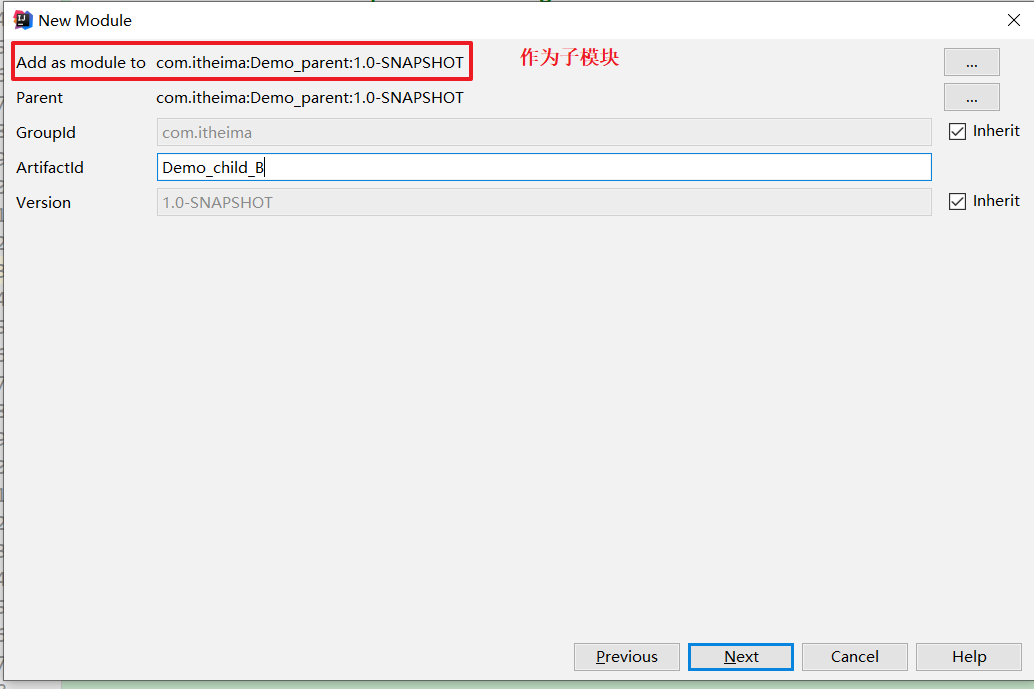 New Module
Add as module to com.itheima:Demo_parent:1.0-SNAPSHOT 作为子模块 ...
Parent com.itheima:Demo_parent:1.0-SNAPSHOT ...
GroupId com.itheima Inherit
ArtifactId Demo_child_B
Version 1.0-SNAPSHOT Inherit
Previous Next Cancel Help